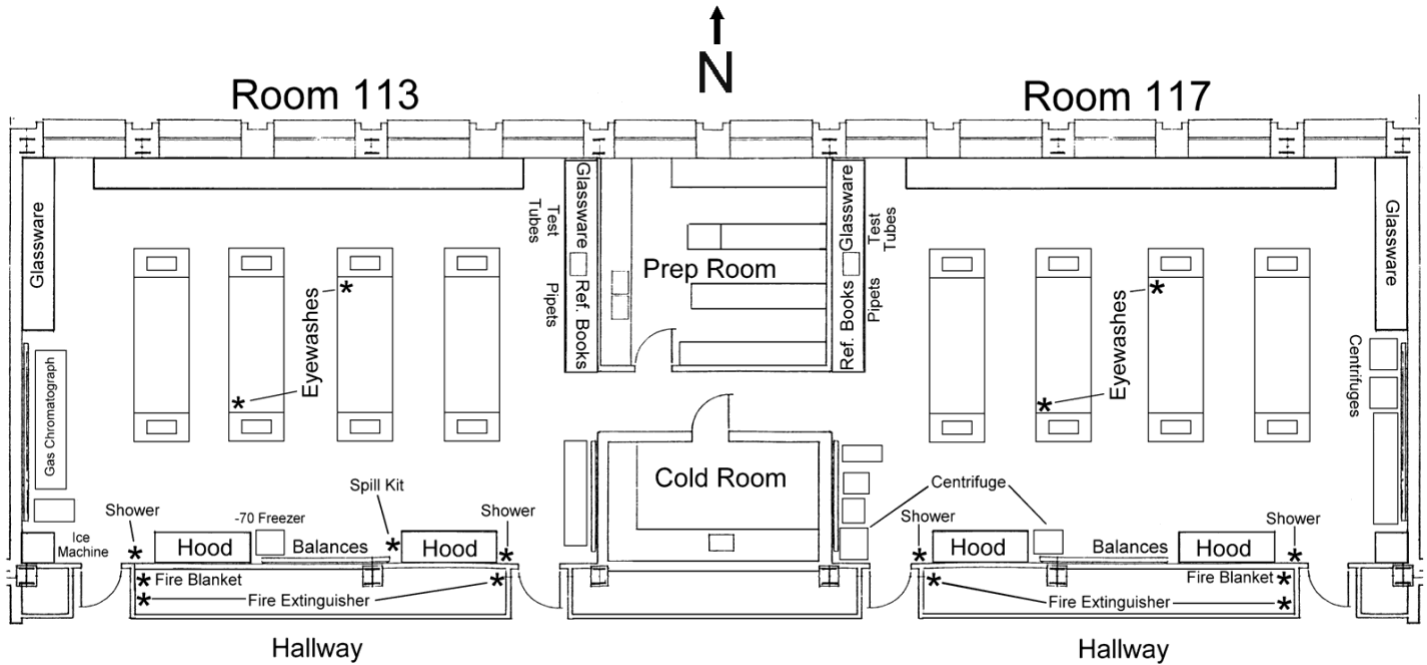 N
Room 113
Room 117
Glassware
Test
Tubes
Glassware
Pipets
Ref. Books
Prep Room
Glassware
Ref. Books
Test
Tubes
Pipets
Glassware
Eyewashes
*
*
Eyewashes
*
*
Gas Chromatograph
Centrifuges
Cold Room
Spill Kit
*
Shower
*
-70 Freezer
Shower
*
Ice
Machine
Hood
Balances
Hood
Centrifuge
Shower
*
Shower
*
Hood
Balances
Hood
* Fire Blanket
* Fire Extinguisher *
Fire Blanket *
* Fire Extinguisher *
Hallway
Hallway